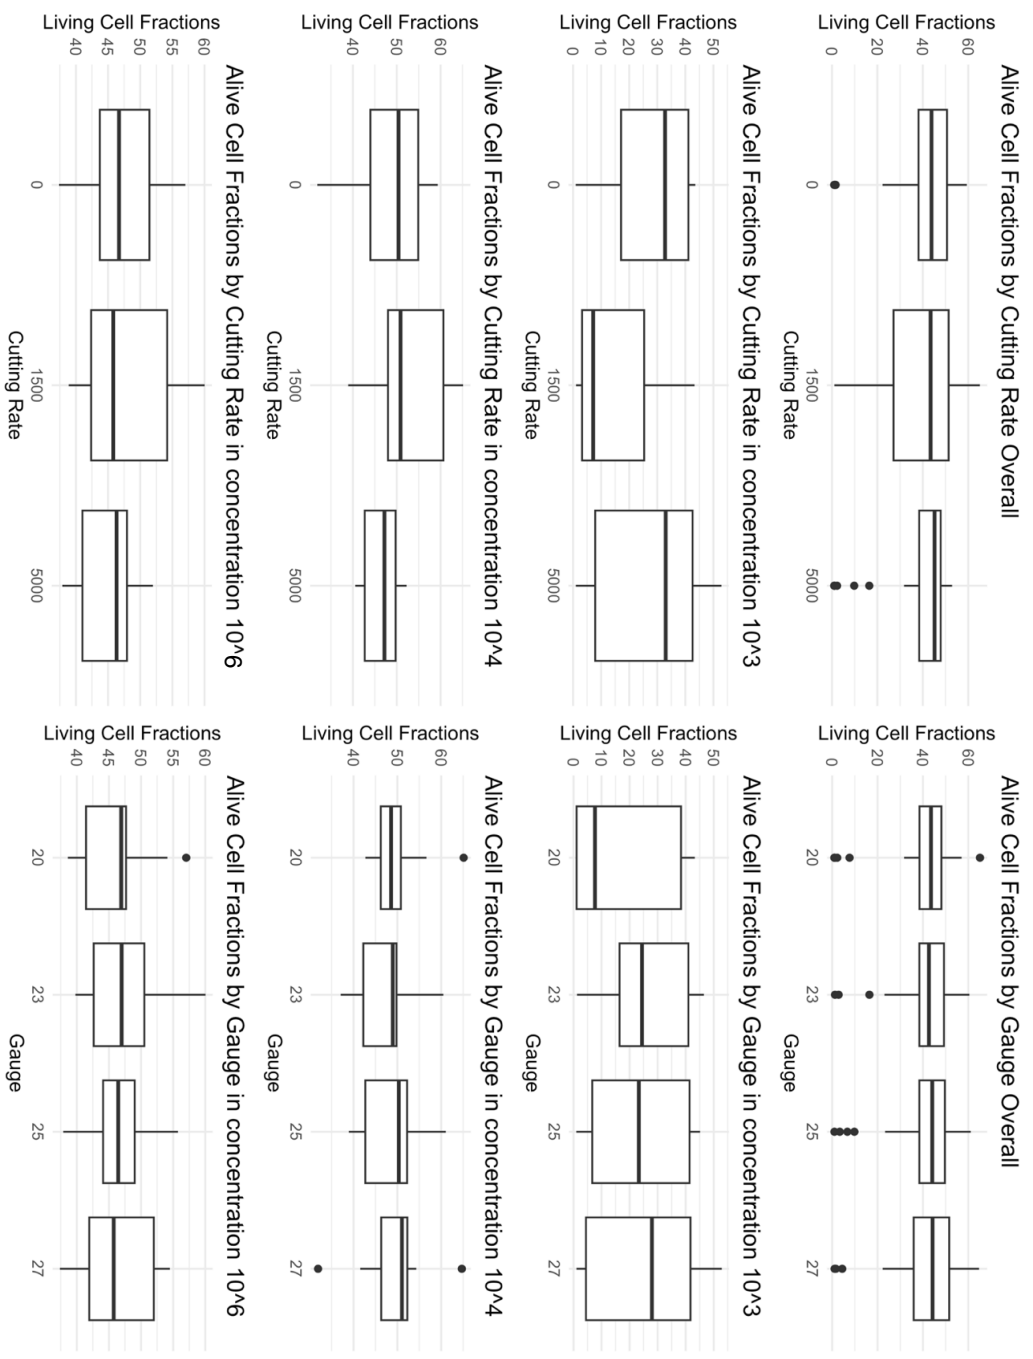 Alive Cell Fractions by Cutting Rate Overall
Living Cell Fractions
60
40
20
0
0 1500 5000
Cutting Rate
Alive Cell Fractions by Gauge Overall
Living Cell Fractions
60
40
20
0
20 23 25 27
Gauge
Alive Cell Fractions by Cutting Rate in concentration 10^3
Living Cell Fractions
50
40
30
20
10
0
0 1500 5000
Cutting Rate
Alive Cell Fractions by Gauge in concentration 10^3
Living Cell Fractions
50
40
30
20
10
0
20 23 25 27
Gauge
Alive Cell Fractions by Cutting Rate in concentration 10^4
Living Cell Fractions
60
50
40
0 1500 5000
Cutting Rate
Alive Cell Fractions by Gauge in concentration 10^4
Living Cell Fractions
60
50
40
20 23 25 27
Gauge
Alive Cell Fractions by Cutting Rate in concentration 10^6
Living Cell Fractions
60
55
50
45
40
0 1500 5000
Cutting Rate
Alive Cell Fractions by Gauge in concentration 10^6
Living Cell Fractions
60
55
50
45
40
20 23 25 27
Gauge